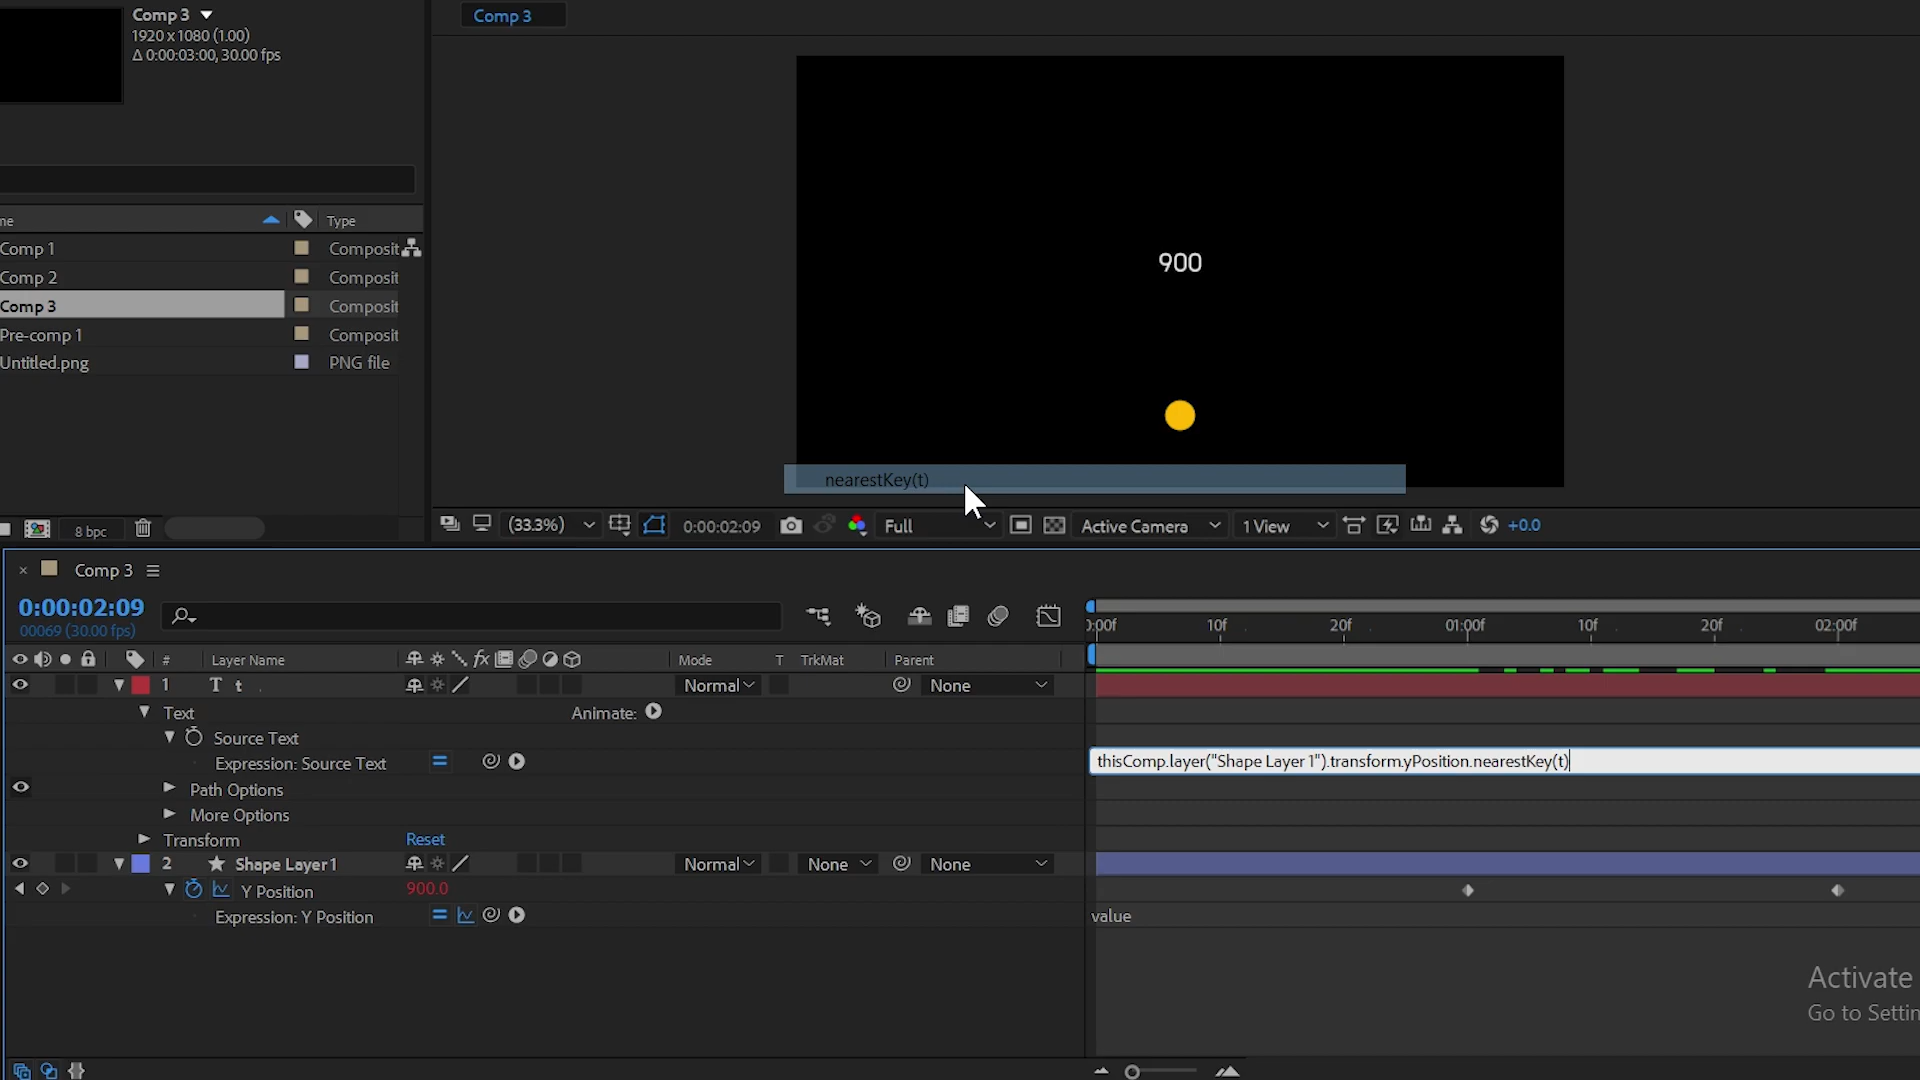 Comp 3
1920 x 1080 (1.00)
Δ 0:00:03:00, 30.00 fps
Comp 3
me
Type
Comp 1
Composit
Comp 2
Composit
Comp 3
Composit
Pre-comp 1
Composit
Untitled.png
PNG file
8 bpc
900
nearestKey(t)
(33.3%)
0:00:02:09
Full
Active Camera
1 View
+0.0
Comp 3
0:00:02:09
00069 (30.00 fps)
:00f
10f
20f
01:00f
10f
20f
02:00f
#
Layer Name
fx
Mode
T
TrkMat
Parent
1
T
t
Normal
None
Text
Animate:
Source Text
Expression: Source Text
thisComp.layer("Shape Layer 1").transform.yPosition.nearestKey(t)
Path Options
More Options
Transform
Reset
2
Shape Layer 1
Normal
None
None
Y Position
900.0
Expression: Y Position
value
Activate
Go to Settin